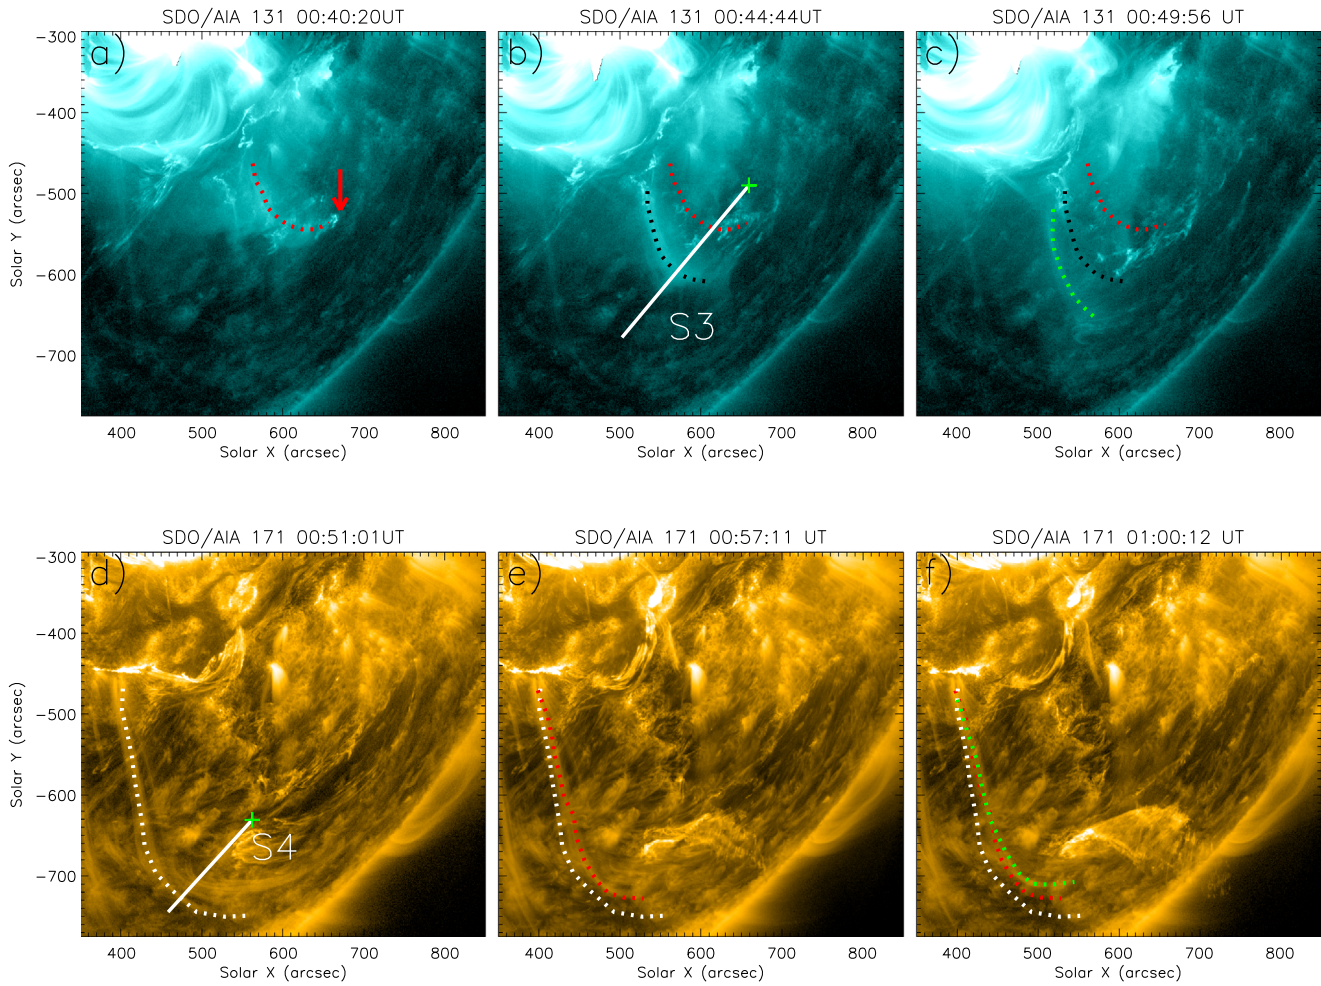 SDO/AIA 131 00:40:20UT
SDO/AIA 131 00:44:44UT
SDO/AIA 131 00:49:56 UT
a)
b)
c)
−300
−400
−500
−600
−700
Solar Y (arcsec)
S3
400 500 600 700 800
400 500 600 700 800
400 500 600 700 800
Solar X (arcsec)
Solar X (arcsec)
Solar X (arcsec)
SDO/AIA 171 00:51:01UT
SDO/AIA 171 00:57:11 UT
SDO/AIA 171 01:00:12 UT
d)
e)
f)
−300
−400
−500
−600
−700
Solar Y (arcsec)
S4
400 500 600 700 800
400 500 600 700 800
400 500 600 700 800
Solar X (arcsec)
Solar X (arcsec)
Solar X (arcsec)